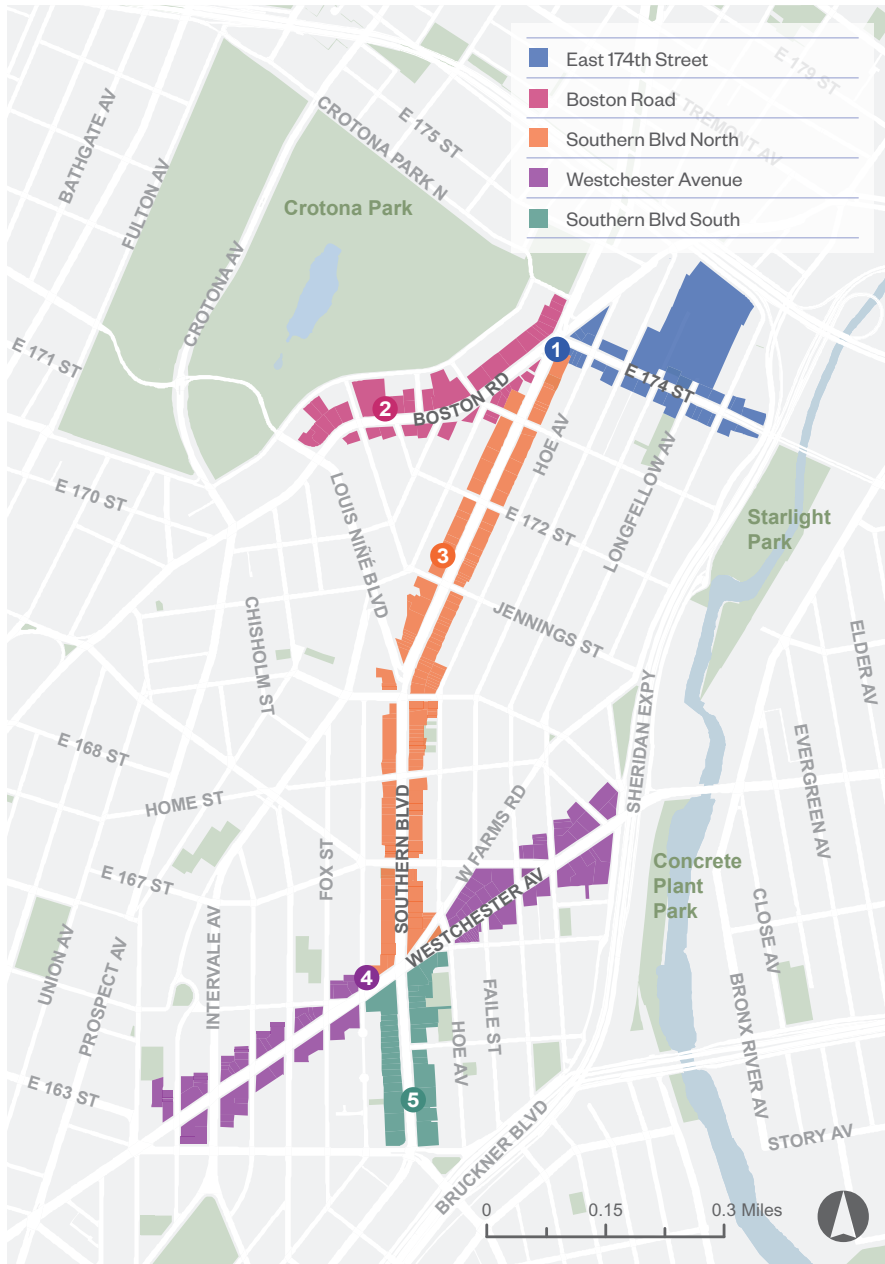 East 174th Street
Boston Road
Southern Blvd North
Westchester Avenue
Southern Blvd South
E 179 ST
E TREMONT AV
E 175 ST
CROTONA PARK N
BATHGATE AV
FULTON AV
CROTONA AV
Crotona Park
E 171 ST
1
E 174 ST
2
BOSTON RD
HOE AV
LONGFELLOW AV
E 170 ST
LOUIS NIÑÉ BLVD
E 172 ST
Starlight
Park
3
JENNINGS ST
CHISHOLM ST
ELDER AV
SHERIDAN EXPY
EVERGREEN AV
E 168 ST
HOME ST
SOUTHERN BLVD
W FARMS RD
FOX ST
E 167 ST
WESTCHESTER AV
Concrete
Plant
Park
CLOSE AV
UNION AV
PROSPECT AV
INTERVALE AV
4
FAILE ST
HOE AV
BRONX RIVER AV
E 163 ST
5
BRUCKNER BLVD
STORY AV
0
0.15
0.3 Miles